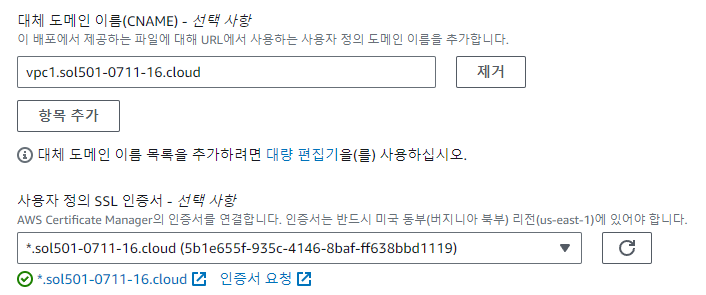 대체 도메인 이름(CNAME) - 선택 사항
이 배포에서 제공하는 파일에 대해 URL에서 사용하는 사용자 정의 도메인 이름을 추가합니다.
vpc1.sol501-0711-16.cloud
제거
항목 추가
대체 도메인 이름 목록을 추가하려면 대량 편집기을(를) 사용하십시오.
사용자 정의 SSL 인증서 - 선택 사항
AWS Certificate Manager의 인증서를 연결합니다. 인증서는 반드시 미국 동부(버지니아 북부) 리전(us-east-1)에 있어야 합니다.
*.sol501-0711-16.cloud (5b1e655f-935c-4146-8baf-ff638bbd1119)
*.sol501-0711-16.cloud 인증서 요청